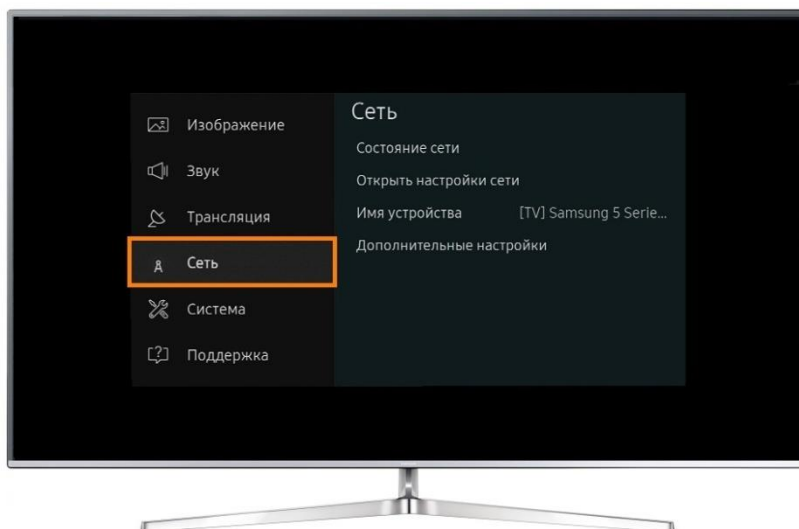 Изображение
Звук
Трансляция
Сеть
Система
Поддержка
Сеть
Состояние сети
Открыть настройки сети
Имя устройства [TV] Samsung 5 Serie...
Дополнительные настройки